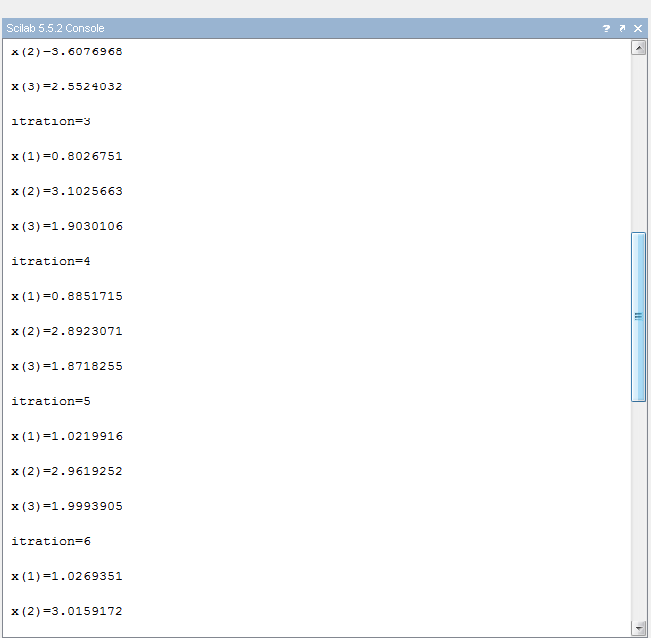 Scilab 5.5.2 Console
x(2)=3.6076968
x(3)=2.5524032
itration=3
x(1)=0.8026751
x(2)=3.1025663
x(3)=1.9030106
itration=4
x(1)=0.8851715
x(2)=2.8923071
x(3)=1.8718255
itration=5
x(1)=1.0219916
x(2)=2.9619252
x(3)=1.9993905
itration=6
x(1)=1.0269351
x(2)=3.0159172